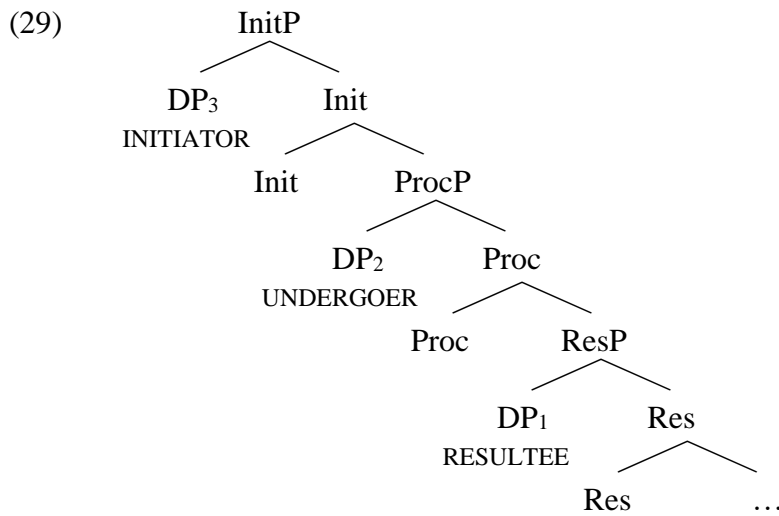 (29) InitP
DP₃ Init
INITIATOR
Init ProcP
DP₂ Proc
UNDERGOER
Proc ResP
DP₁ Res
RESULTEE
Res …